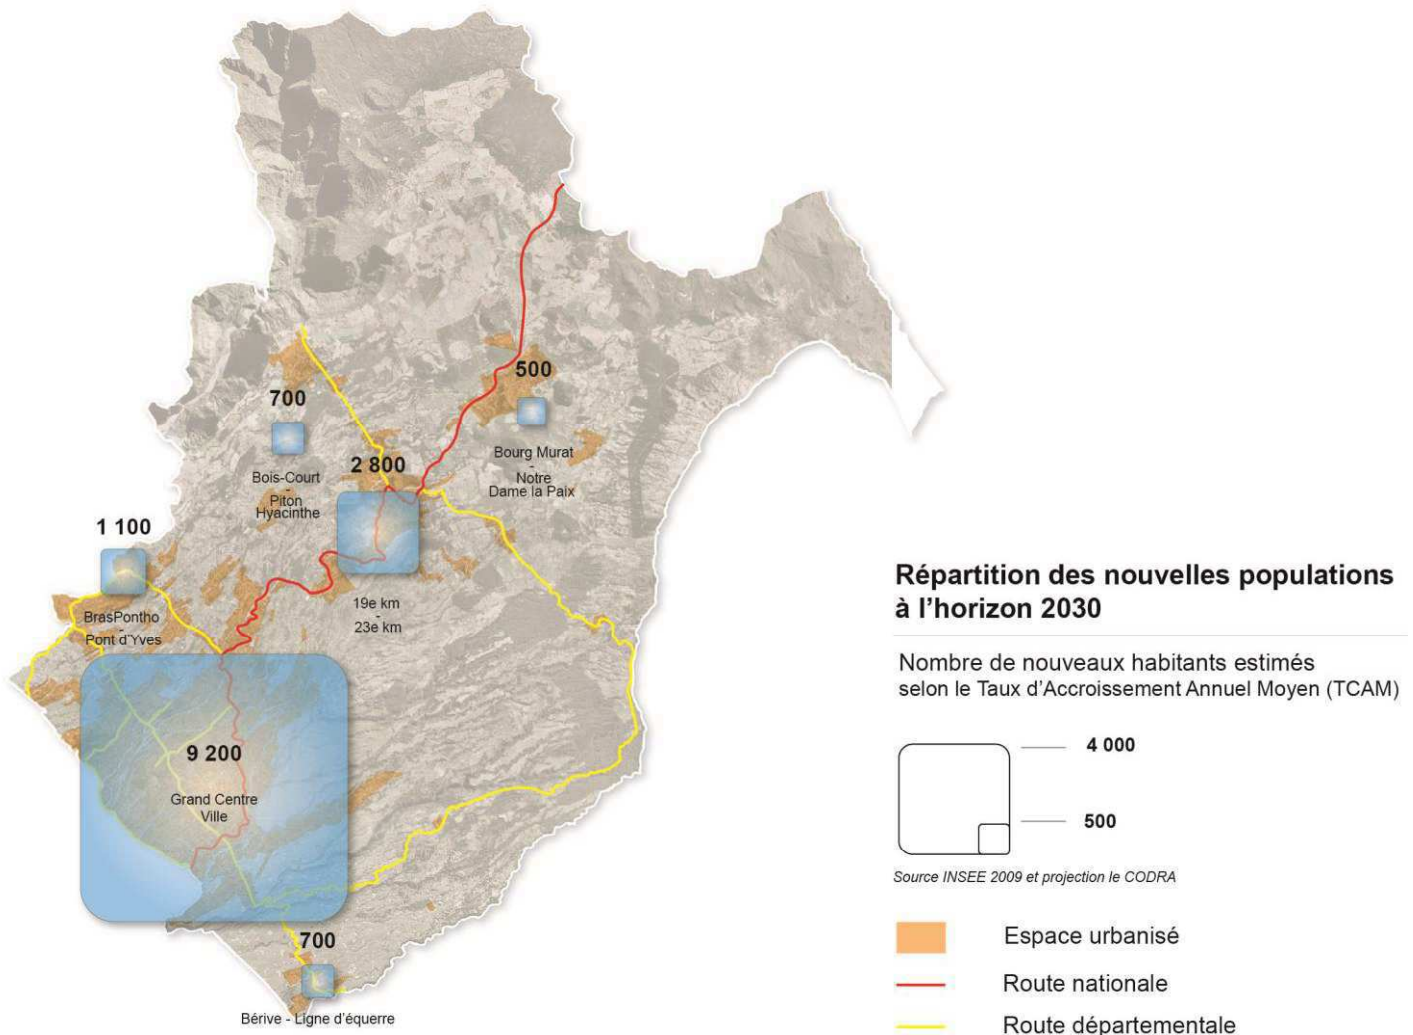 500
700
Bourg Murat
-
Notre
Dame la Paix
2 800
Bois-Court
-
Piton
Hyacinthe
1 100
BrasPontho
-
Pont d'Yves
19e km
-
23e km
9 200
Grand Centre
Ville
700
Bérive - Ligne d'équerre
Répartition des nouvelles populations
à l'horizon 2030
Nombre de nouveaux habitants estimés
selon le Taux d'Accroissement Annuel Moyen (TCAM)
4 000
500
Source INSEE 2009 et projection le CODRA
Espace urbanisé
Route nationale
Route départementale